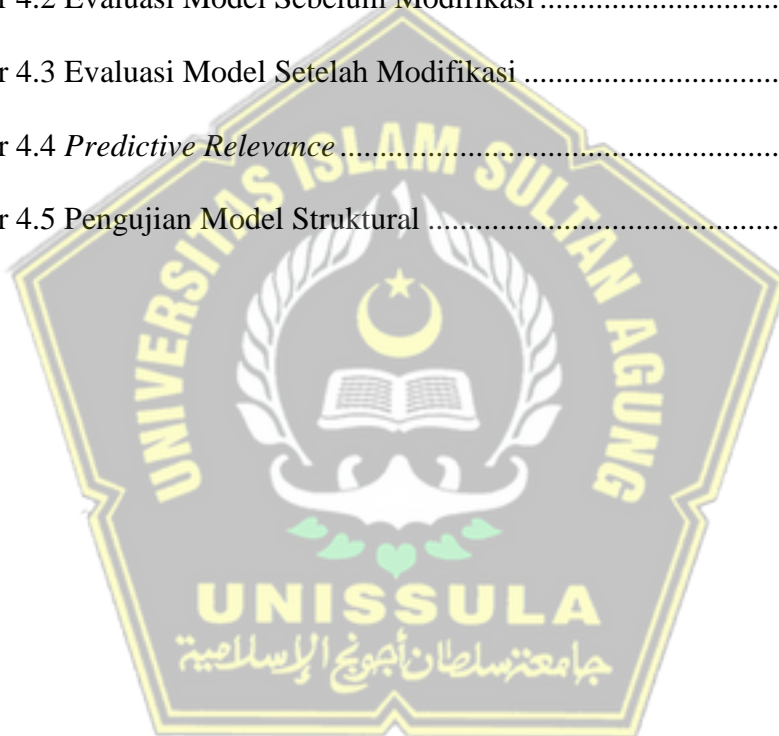 r 4.2 Evaluasi Model Sebelum Modifikasi ..............................
r 4.3 Evaluasi Model Setelah Modifikasi ................................
r 4.4 Predictive Relevance ......................................................
r 4.5 Pengujian Model Struktural ...........................................
UNIVERSITAS ISLAM SULTAN AGUNG
UNISSULA
جامعة سلطان أجونج الإسلامية